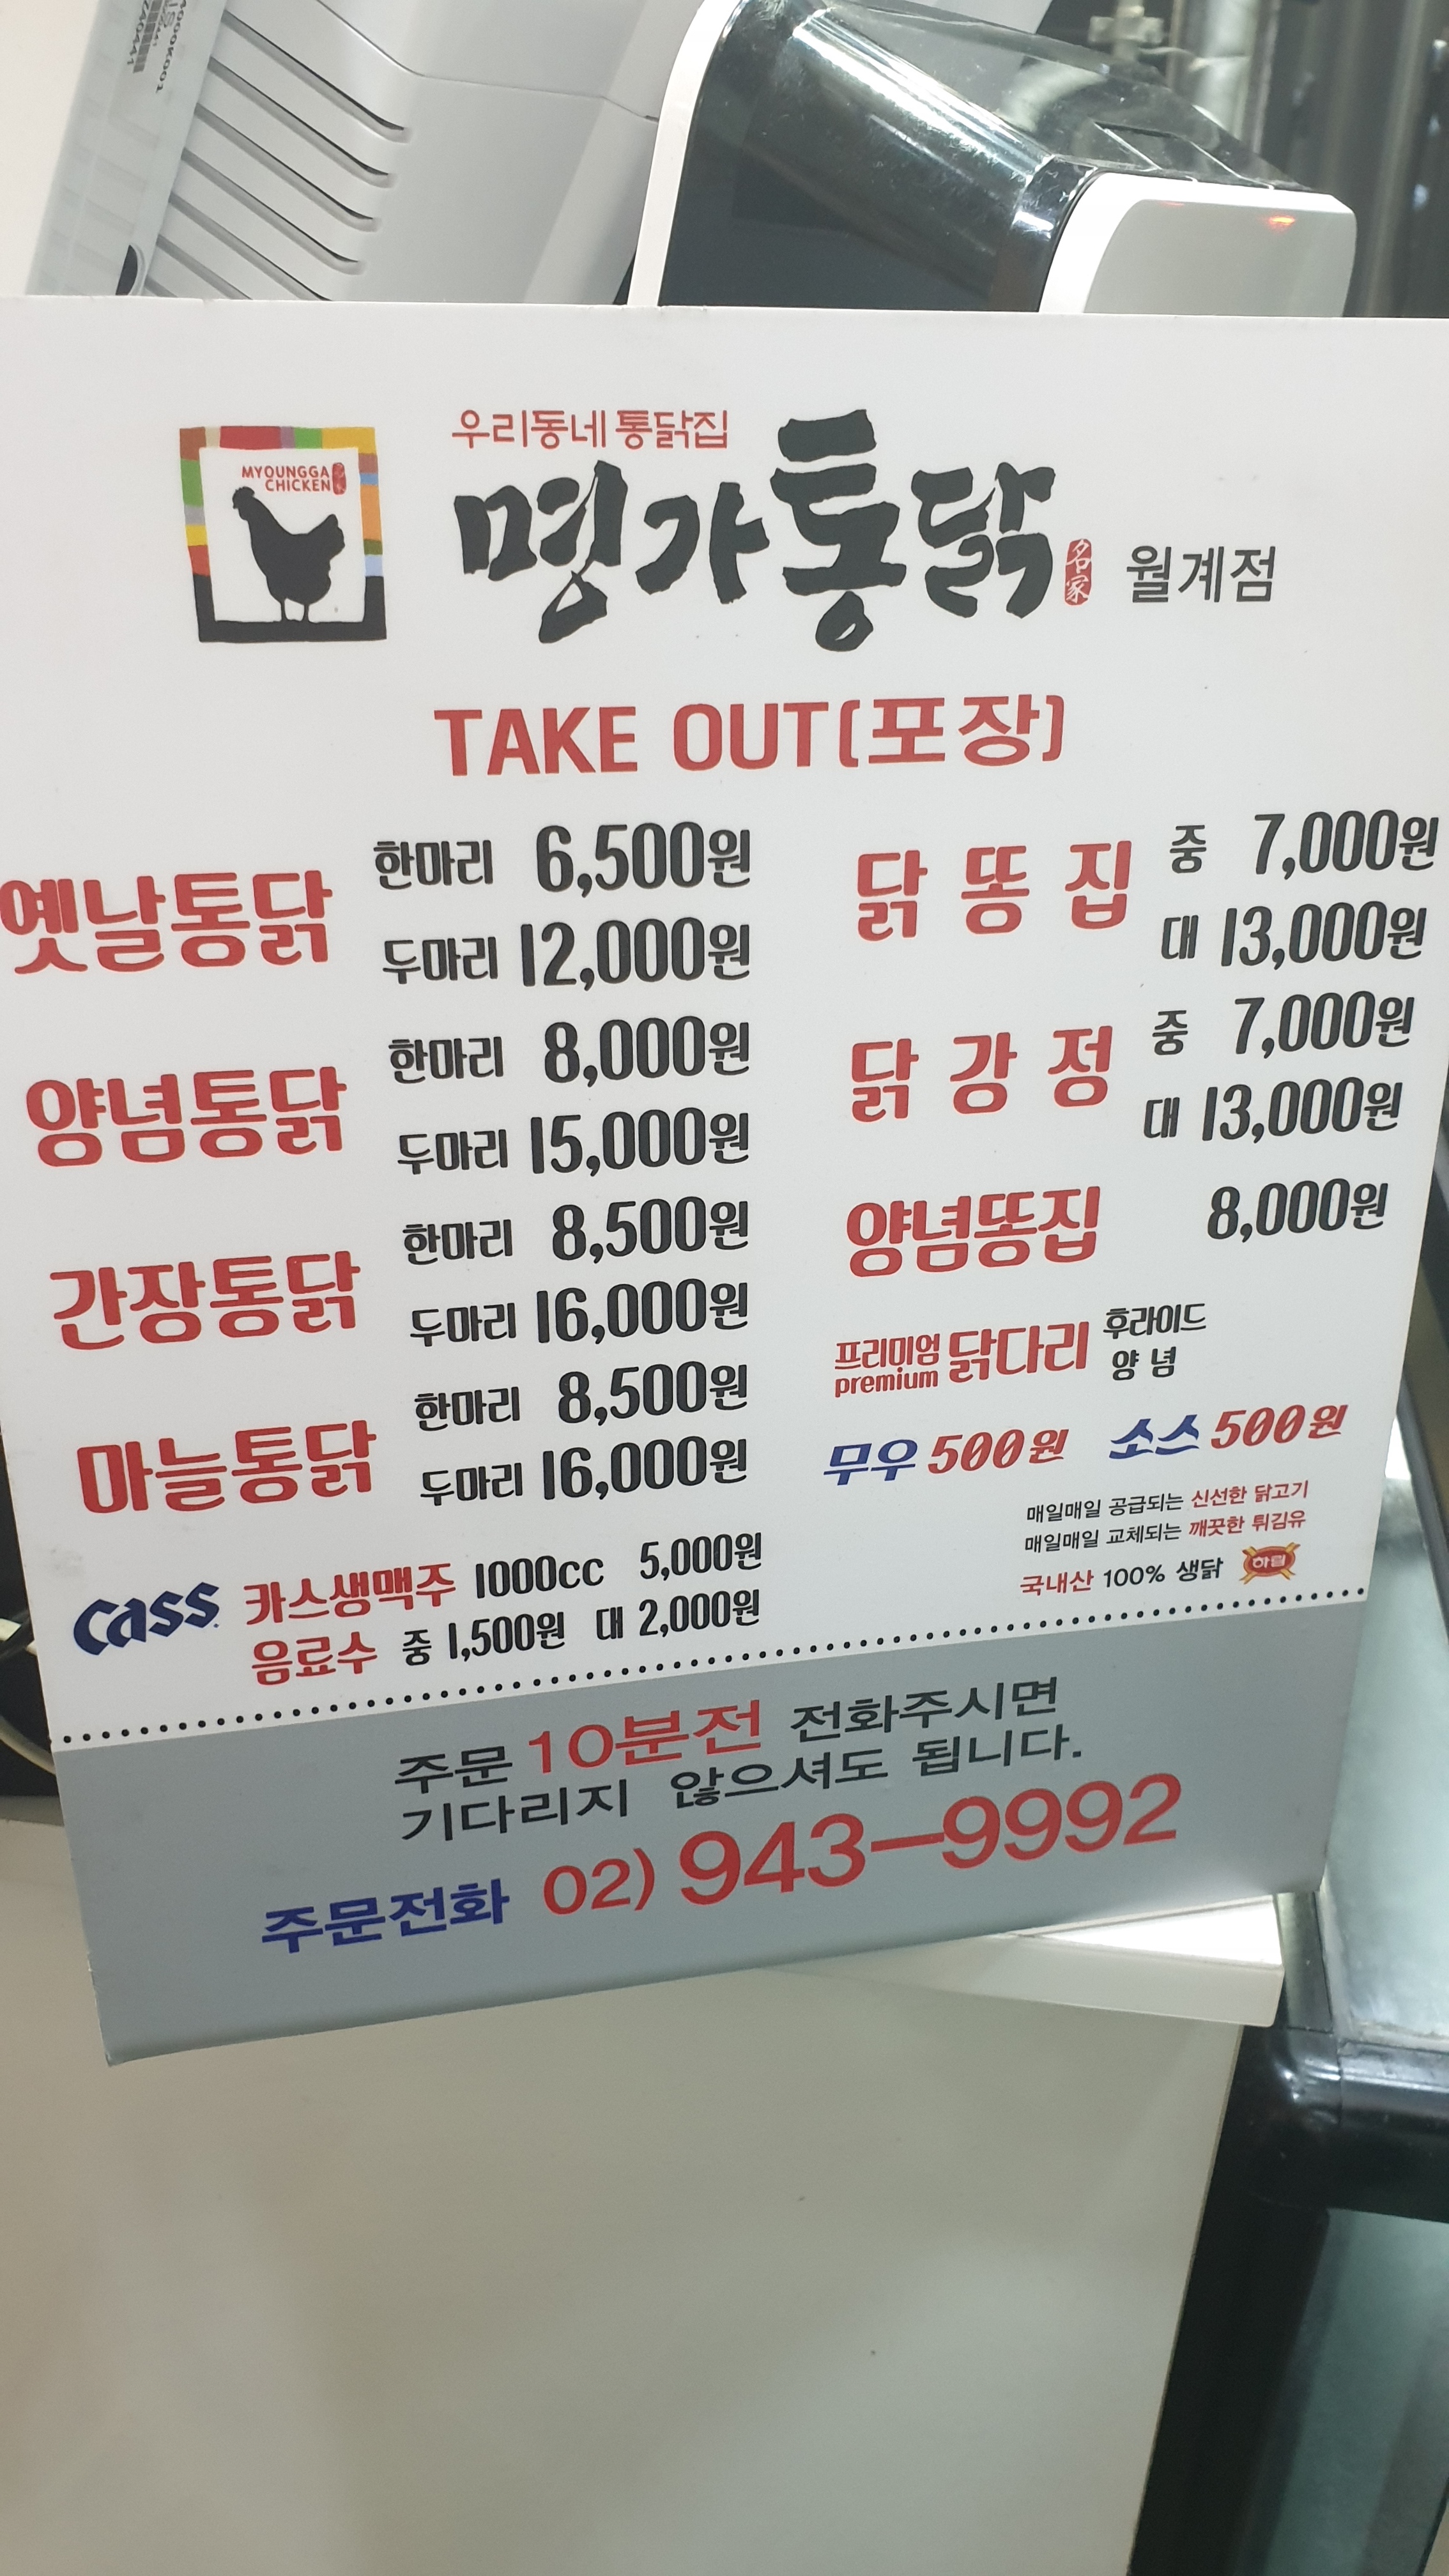 우리동네 통닭집
MYOUNGGA
CHICKEN
명가통닭 名家 월계점
TAKE OUT(포장)
옛날통닭
한마리 6,500원
두마리 12,000원
양념통닭
한마리 8,000원
두마리 15,000원
간장통닭
한마리 8,500원
두마리 16,000원
마늘통닭
한마리 8,500원
두마리 16,000원
Cass 카스생맥주 1000cc 5,000원
음료수 중 1,500원 대 2,000원
닭똥집
중 7,000원
대 13,000원
닭강정
중 7,000원
대 13,000원
양념똥집 8,000원
프리미엄
premium
닭다리
후라이드
양념
무우 500원 소스 500원
매일매일 공급되는 신선한 닭고기
매일매일 교체되는 깨끗한 튀김유
국내산 100% 생닭 하림
주문 10분전 전화주시면
기다리지 않으셔도 됩니다.
주문전화 02) 943-9992